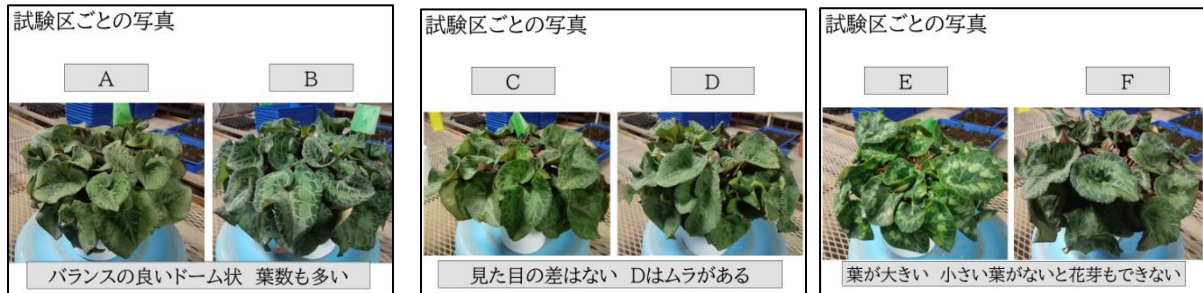 試験区ごとの写真
A B
バランスの良いドーム状 葉数も多い
試験区ごとの写真
C D
見た目の差はない Dはムラがある
試験区ごとの写真
E F
葉が大きい 小さい葉がないと花芽もできない